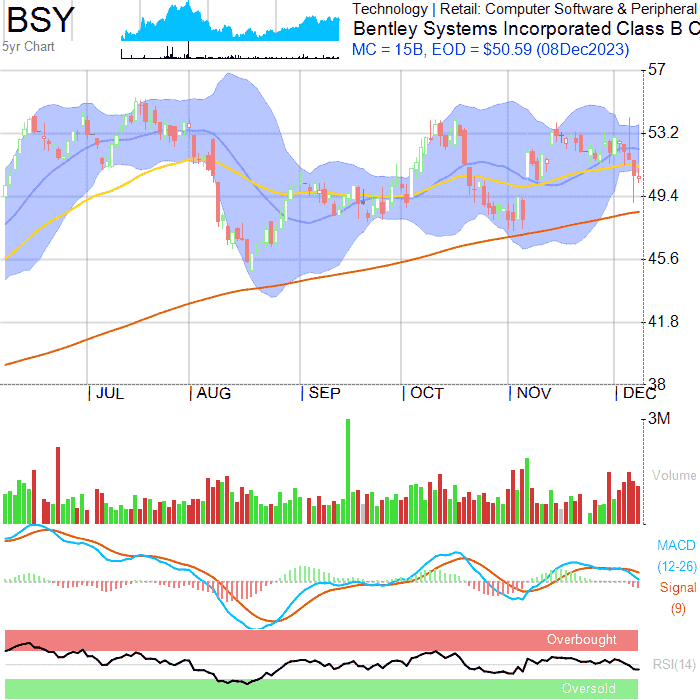 BSY
5yr Chart
Technology | Retail: Computer Software & Peripheral
Bentley Systems Incorporated Class B C
MC = 15B, EOD = $50.59 (08Dec2023)
57
53.2
49.4
45.6
41.8
38
JUL
AUG
SEP
OCT
NOV
DEC
3M
Volume
MACD
(12-26)
Signal
(9)
Overbought
RSI(14)
Oversold